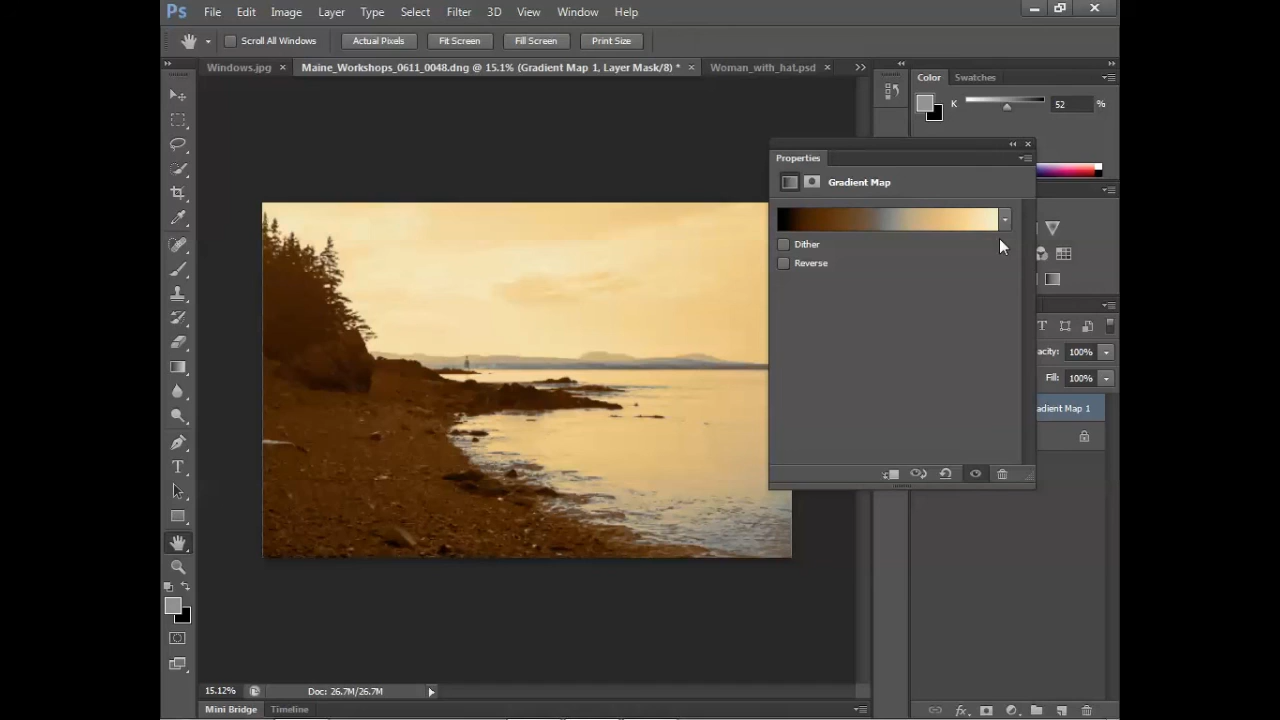 Ps File Edit Image Layer Type Select Filter 3D View Window Help
Scroll All Windows Actual Pixels Fit Screen Fill Screen Print Size
Windows.jpg × Maine_Workshops_0611_0048.dng @ 15.1% (Gradient Map 1, Layer Mask/8) * × Woman_with_hat.psd ×
Color Swatches
K 52 %
Properties
Gradient Map
Dither
Reverse
T
acity: 100%
Fill: 100%
adient Map 1
T
15.12% Doc: 26.7M/26.7M
fx
Mini Bridge Timeline